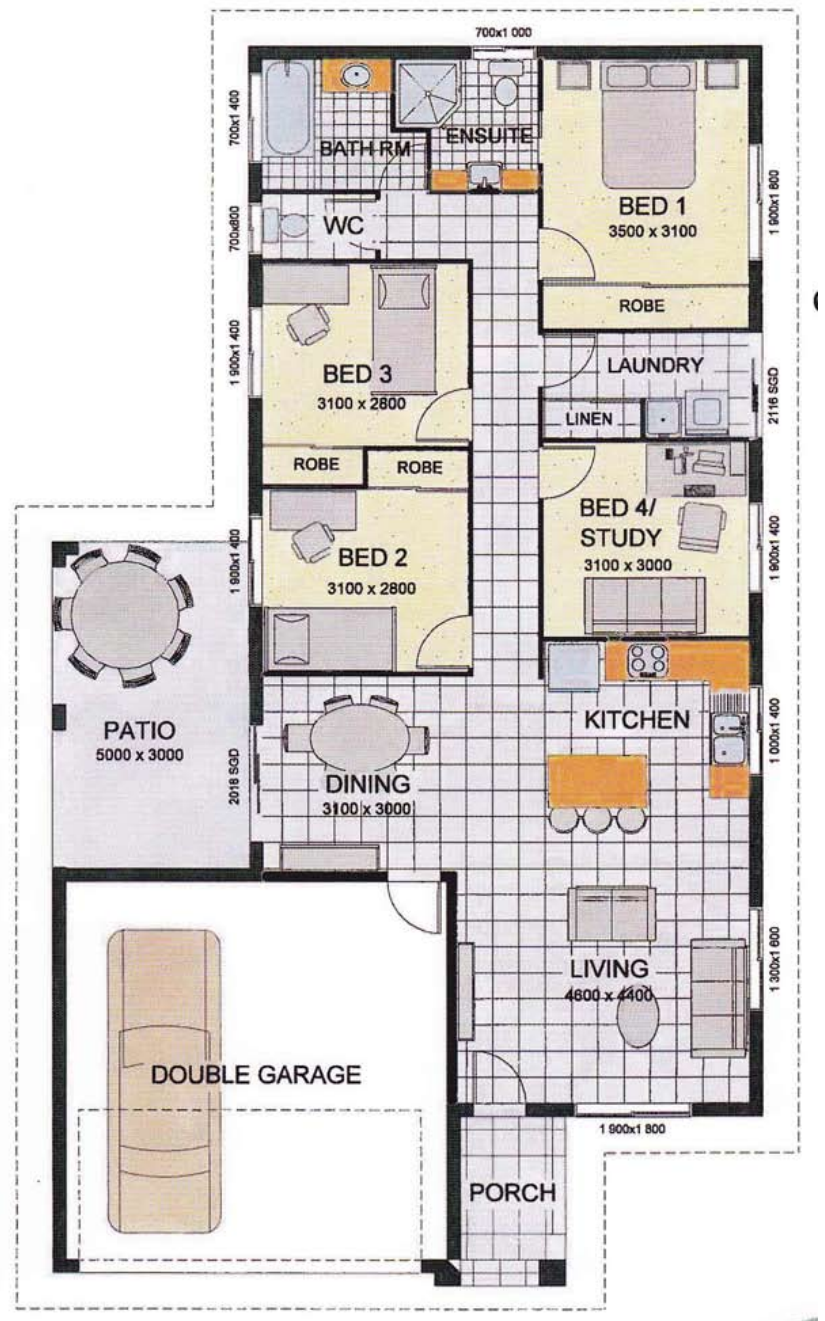 700x1 000
700x1 400
BATH RM
ENSUITE
BED 1
3500 x 3100
1 900x1 800
700x800
WC
ROBE
1 900x1 400
BED 3
3100 x 2800
LAUNDRY
LINEN
2116 SGD
ROBE
ROBE
BED 4/
STUDY
3100 x 3000
1 900x1 400
1 900x1 400
BED 2
3100 x 2800
PATIO
5000 x 3000
2018 SGD
DINING
3100 x 3000
KITCHEN
1 000x1 400
LIVING
4600 x 4400
1 300x1 600
DOUBLE GARAGE
1 900x1 800
PORCH